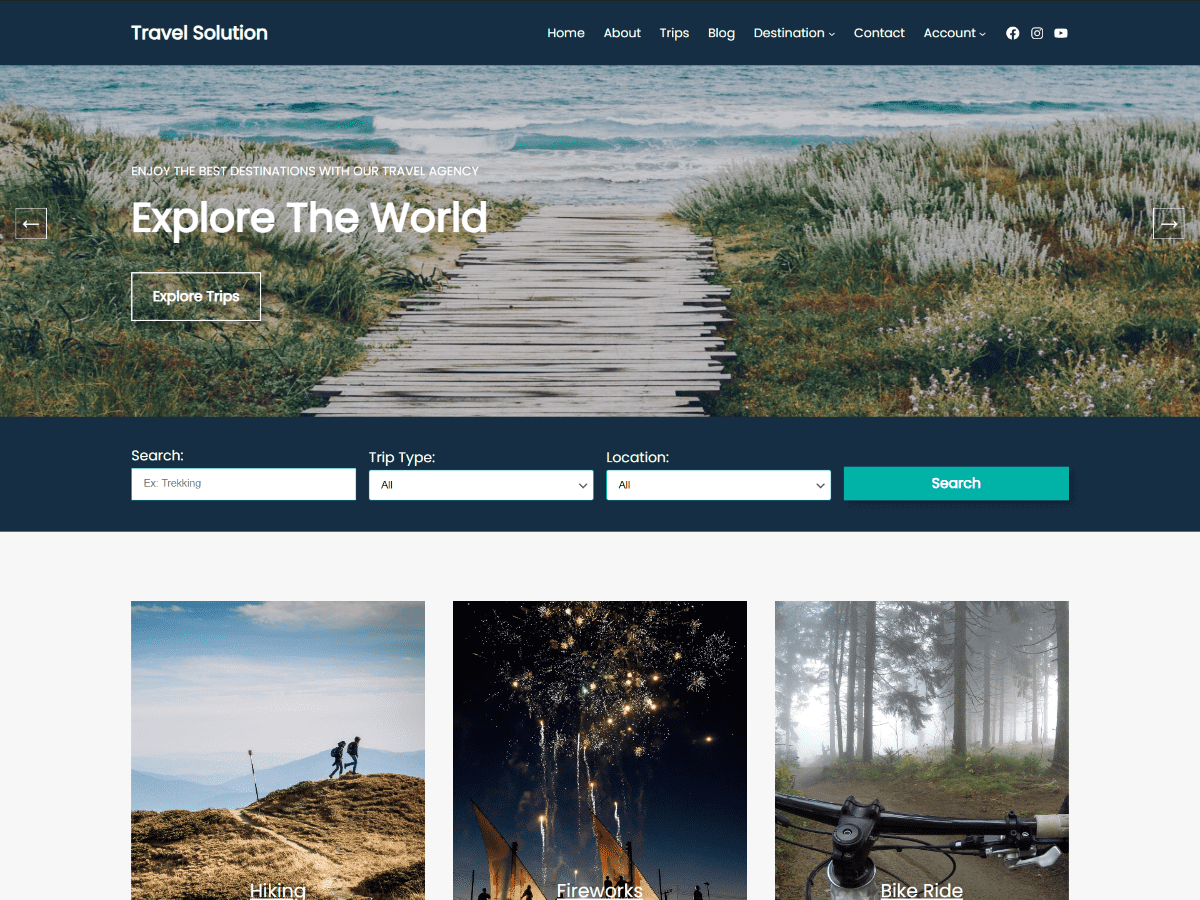 Travel Solution
Home About Trips Blog Destination Contact Account
ENJOY THE BEST DESTINATIONS WITH OUR TRAVEL AGENCY
Explore The World
Explore Trips
Search: Trip Type: Location:
Ex: Trekking All All Search
Hiking Fireworks Bike Ride